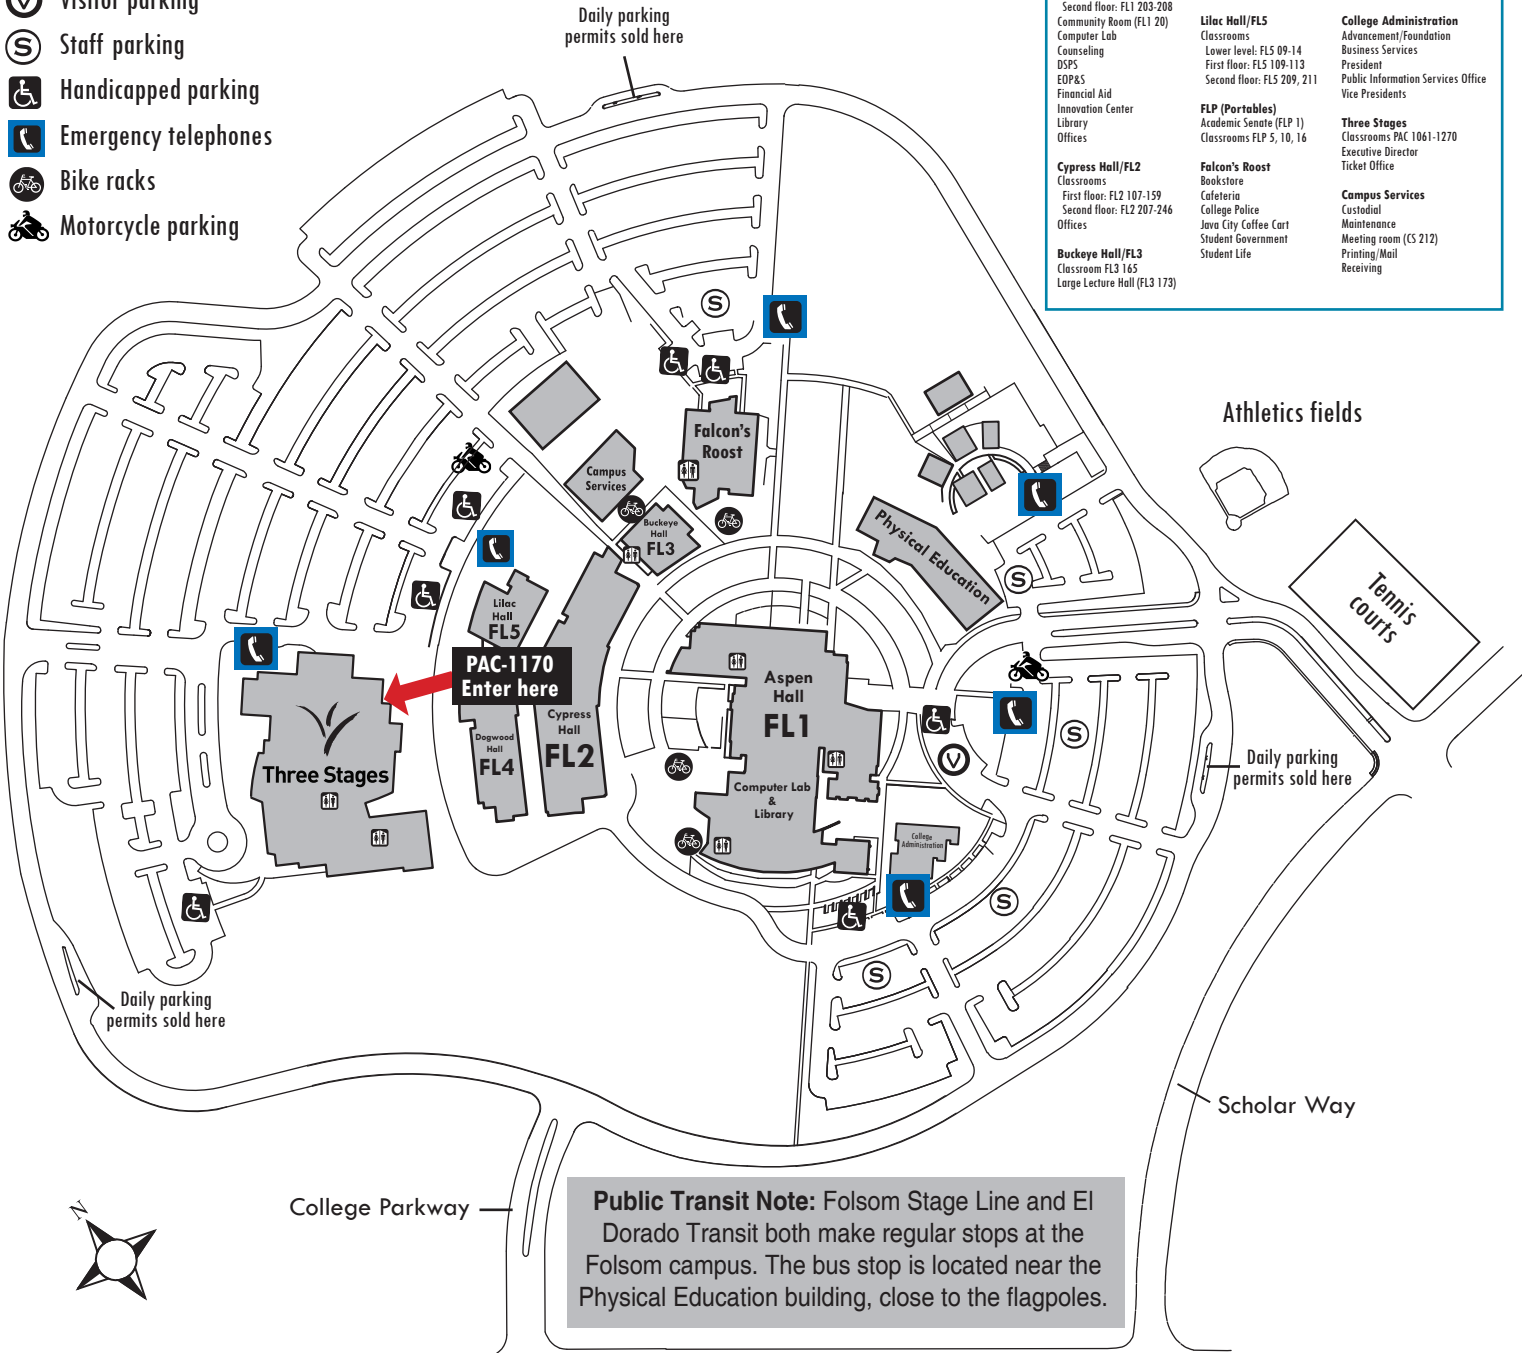 Visitor parking
Staff parking
Handicapped parking
Emergency telephones
Bike racks
Motorcycle parking
Daily parking
permits sold here
Second floor: FL1 203-208
Community Room (FL1 20)
Computer Lab
Counseling
DSPS
EOP&S
Financial Aid
Innovation Center
Library
Offices
Cypress Hall/FL2
Classrooms
First floor: FL2 107-159
Second floor: FL2 207-246
Offices
Buckeye Hall/FL3
Classroom FL3 165
Large Lecture Hall (FL3 173)
Lilac Hall/FL5
Classrooms
Lower level: FL5 09-14
First floor: FL5 109-113
Second floor: FL5 209, 211
FLP (Portables)
Academic Senate (FLP 1)
Classrooms FLP 5, 10, 16
Falcon's Roost
Bookstore
Cafeteria
College Police
Java City Coffee Cart
Student Government
Student Life
College Administration
Advancement/Foundation
Business Services
President
Public Information Services Office
Vice Presidents
Three Stages
Classrooms PAC 1061-1270
Executive Director
Ticket Office
Campus Services
Custodial
Maintenance
Meeting room (CS 212)
Printing/Mail
Receiving
V
S
S
Athletics fields
Falcon's
Roost
Campus
Services
Buckeye
Hall
FL3
Physical Education
S
Tennis
courts
Lilac
Hall
FL5
PAC-1170
Enter here
Aspen
Hall
FL1
Cypress
Hall
FL2
Dogwood
Hall
FL4
Three Stages
S
V
Daily parking
permits sold here
Computer Lab
&
Library
College
Administration
S
S
Daily parking
permits sold here
Scholar Way
College Parkway
N
Public Transit Note: Folsom Stage Line and El
Dorado Transit both make regular stops at the
Folsom campus. The bus stop is located near the
Physical Education building, close to the flagpoles.